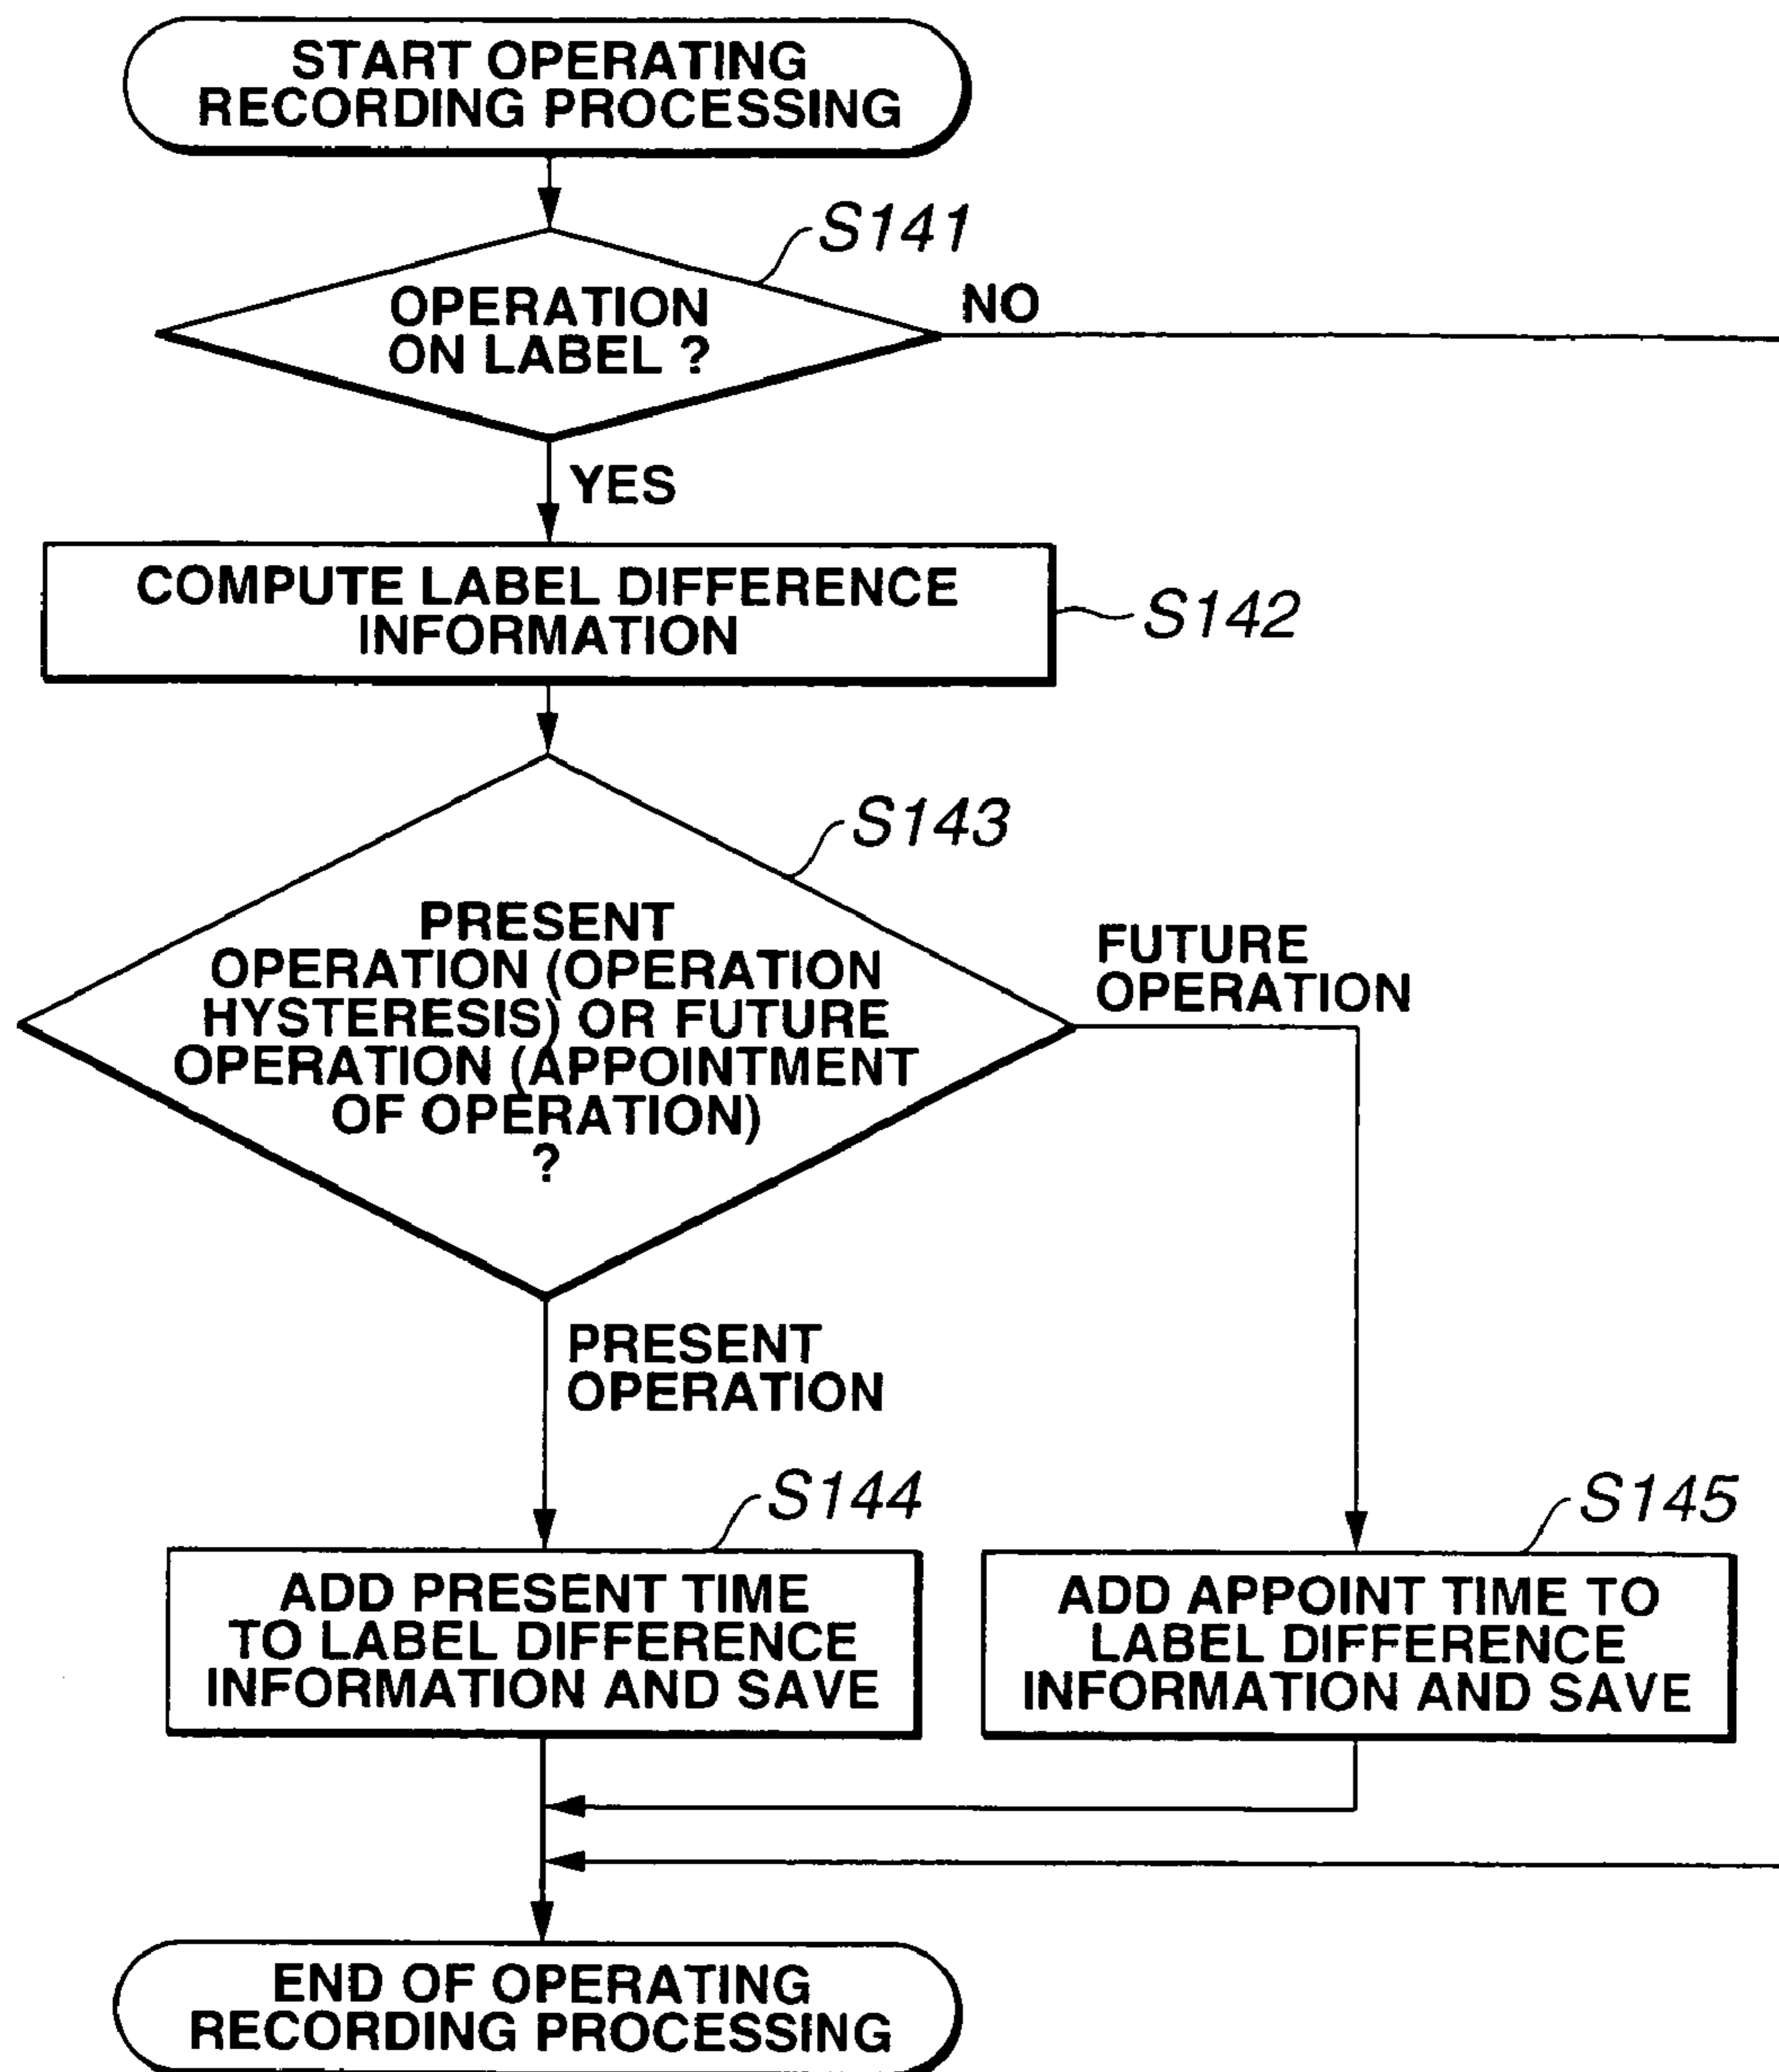 START OPERATING
RECORDING PROCESSING
S141
OPERATION
ON LABEL ?
NO
YES
COMPUTE LABEL DIFFERENCE
INFORMATION
S142
S143
PRESENT
OPERATION (OPERATION
HYSTERESIS) OR FUTURE
OPERATION (APPOINTMENT
OF OPERATION)
?
FUTURE
OPERATION
PRESENT
OPERATION
S144
ADD PRESENT TIME
TO LABEL DIFFERENCE
INFORMATION AND SAVE
S145
ADD APPOINT TIME TO
LABEL DIFFERENCE
INFORMATION AND SAVE
END OF OPERATING
RECORDING PROCESSING